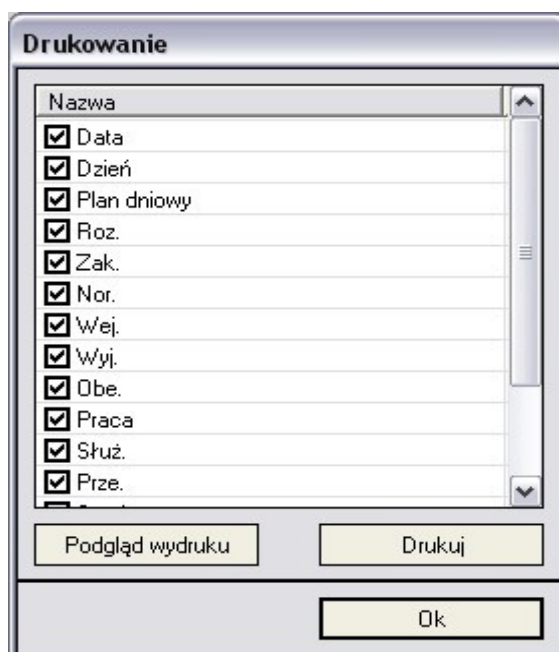 Drukowanie
Nazwa
Data
Dzień
Plan dniowy
Roz.
Zak.
Nor.
Wej.
Wyj.
Obe.
Praca
Służ.
Prze.
Podgląd wydruku
Drukuj
Ok